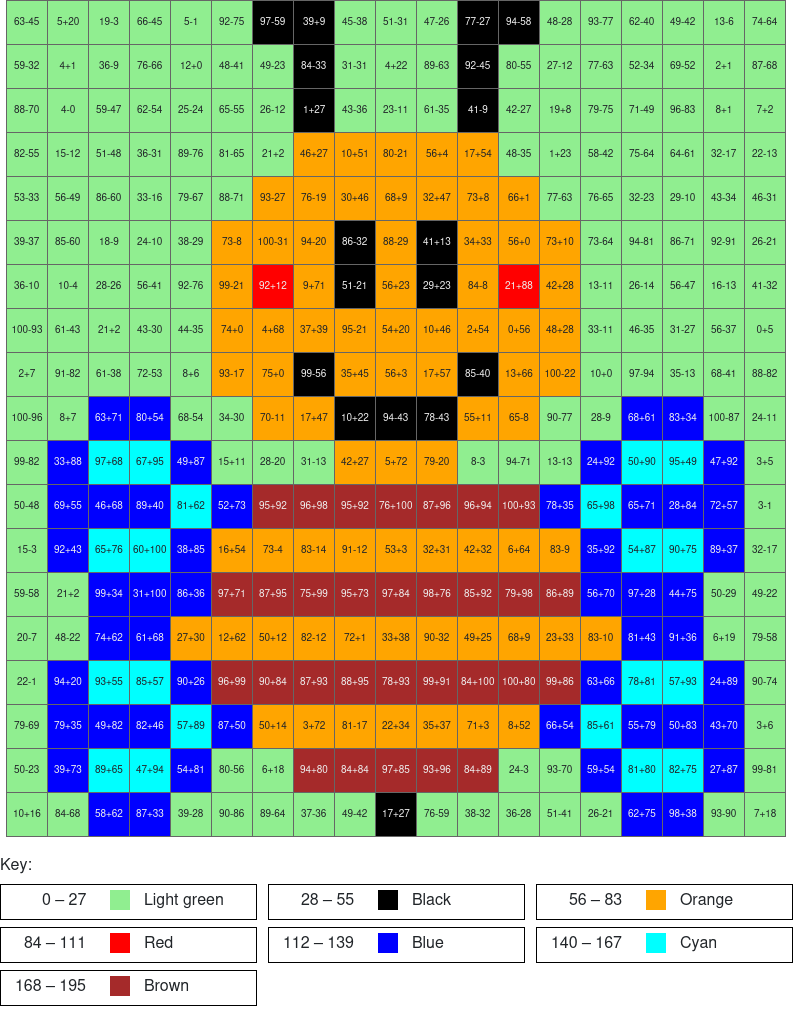 63-45 5+20 19-3 66-45 5-1 92-75 97-59 39+9 45-38 51-31 47-26 77-27 94-58 48-28 93-77 62-40 49-42 13-6 74-64
59-32 4+1 36-9 76-66 12+0 48-41 49-23 84-33 31-31 4+22 89-63 92-45 80-55 27-12 77-63 52-34 69-52 2+1 87-68
88-70 4-0 59-47 62-54 25-24 65-55 26-12 1+27 43-36 23-11 61-35 41-9 42-27 19+8 79-75 71-49 96-83 8+1 7+2
82-55 15-12 51-48 36-31 89-76 81-65 21+2 46+27 10+51 80-21 56+4 17+54 48-35 1+23 58-42 75-64 64-61 32-17 22-13
53-33 56-49 86-60 33-16 79-67 88-71 93-27 76-19 30+46 68+9 32+47 73+8 66+1 77-63 76-65 32-23 29-10 43-34 46-31
39-37 85-60 18-9 24-10 38-29 73-8 100-31 94-20 86-32 88-29 41+13 34+33 56+0 73+10 73-64 94-81 86-71 92-91 26-21
36-10 10-4 28-26 56-41 92-76 99-21 92+12 9+71 51-21 56+23 29+23 84-8 21+88 42+28 13-11 26-14 56-47 16-13 41-32
100-93 61-43 21+2 43-30 44-35 74+0 4+68 37+39 95-21 54+20 10+46 2+54 0+56 48+28 33-11 46-35 31-27 56-37 0+5
2+7 91-82 61-38 72-53 8+6 93-17 75+0 99-56 35+45 56+3 17+57 85-40 13+66 100-22 10+0 97-94 35-13 68-41 88-82
100-96 8+7 63+71 80+54 68-54 34-30 70-11 17+47 10+22 94-43 78-43 55+11 65-8 90-77 28-9 68+61 83+34 100-87 24-11
99-82 33+88 97+68 67+95 49+87 15+11 28-20 31-13 42+27 5+72 79-20 8-3 94-71 13-13 24+92 50+90 95+49 47+92 3+5
50-48 69+55 46+68 89+40 81+62 52+73 95+92 96+98 95+92 76+100 87+96 96+94 100+93 78+35 65+98 65+71 28+84 72+57 3-1
15-3 92+43 65+76 60+100 38+85 16+54 73-4 83-14 91-12 53+3 32+31 42+32 6+64 83-9 35+92 54+87 90+75 89+37 32-17
59-58 21+2 99+34 31+100 86+36 97+71 87+95 75+99 95+73 97+84 98+76 85+92 79+98 86+89 56+70 97+28 44+75 50-29 49-22
20-7 48-22 74+62 61+68 27+30 12+62 50+12 82-12 72+1 33+38 90-32 49+25 68+9 23+33 83-10 81+43 91+36 6+19 79-58
22-1 94+20 93+55 85+57 90+26 96+99 90+84 87+93 88+95 78+93 99+91 84+100 100+80 99+86 63+66 78+81 57+93 24+89 90-74
79-69 79+35 49+82 82+46 57+89 87+50 50+14 3+72 81-17 22+34 35+37 71+3 8+52 66+54 85+61 55+79 50+83 43+70 3+6
50-23 39+73 89+65 47+94 54+81 80-56 6+18 94+80 84+84 97+85 93+96 84+89 24-3 93-70 59+54 81+80 82+75 27+87 99-81
10+16 84-68 58+62 87+33 39-28 90-86 89-64 37-36 49-42 17+27 76-59 38-32 36-28 51-41 26-21 62+75 98+38 93-90 7+18
Key:
0 – 27 Light green 28 – 55 Black 56 – 83 Orange
84 – 111 Red 112 – 139 Blue 140 – 167 Cyan
168 – 195 Brown